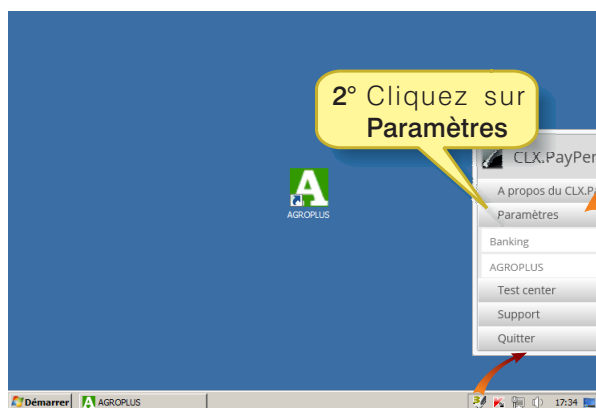 2° Cliquez sur
Paramètres
CLX.PayPer
A propos du CLX.P
Paramètres
Banking
AGROPLUS
Test center
Support
Quitter
AGROPLUS
Démarrer
AGROPLUS
17:34